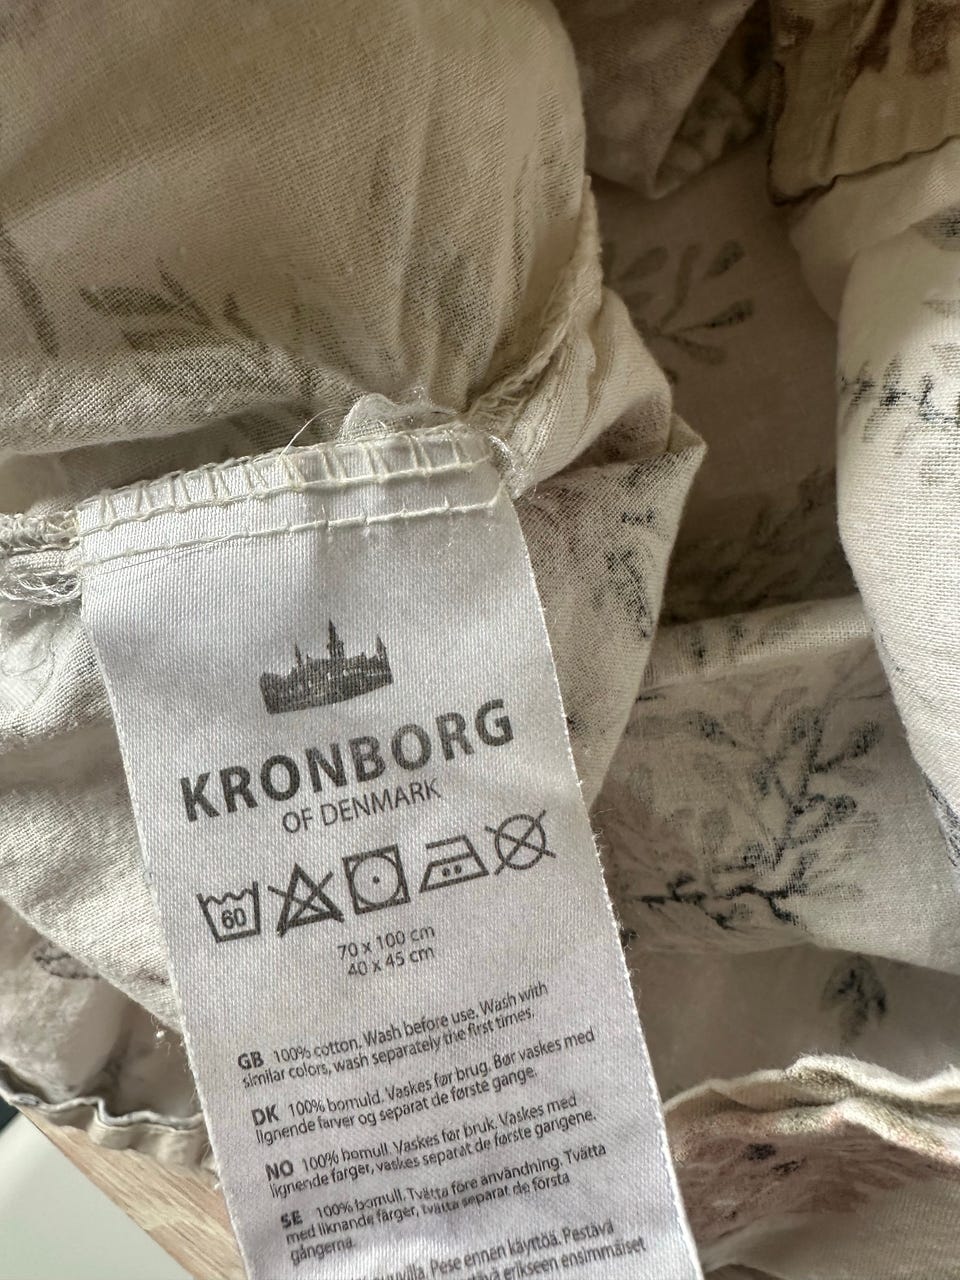 KRONBORG
OF DENMARK
60
70 x 100 cm
40 x 45 cm
GB 100% cotton. Wash before use. Wash with
similar colors, wash separately the first times.
DK 100% bomuld. Vaskes før brug. Bør vaskes med
lignende farver og separat de første gange.
NO 100% bomull. Vaskes før bruk. Vaskes med
lignende farger, vaskes separat de første gangene.
SE 100% bomull. Tvätta före användning. Tvätta
med liknande färger, tvätta separat de första
gångerna.
Pese ennen käyttöä. Pestävä
erikseen ensimmäiset